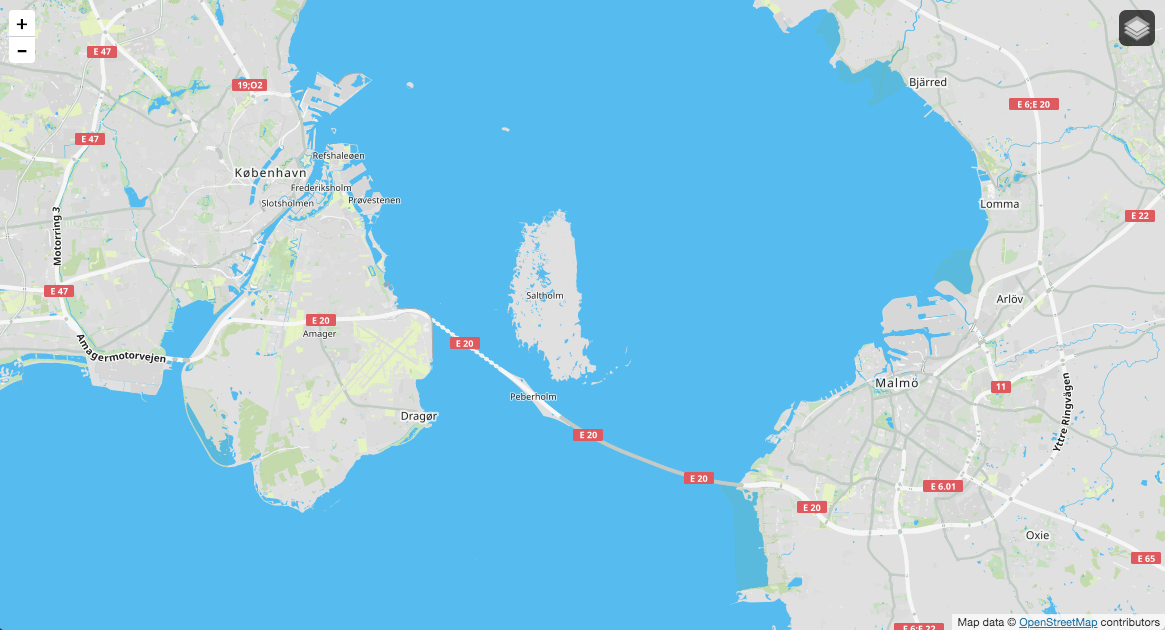 +
−
E 47
Bjärred
19;O2
E 6;E 20
E 47
Refshaleøen
København
Frederiksholm
Slotsholmen
Prøvestenen
Lomma
E 22
Motorring 3
E 47
Saltholm
Arlöv
E 20
Amager
E 20
Amagermotorvejen
Malmö
11
Peberholm
Dragør
Yttre Ringvägen
E 20
E 20
E 6.01
E 20
Oxie
E 65
E 6;E 22
Map data © OpenStreetMap contributors